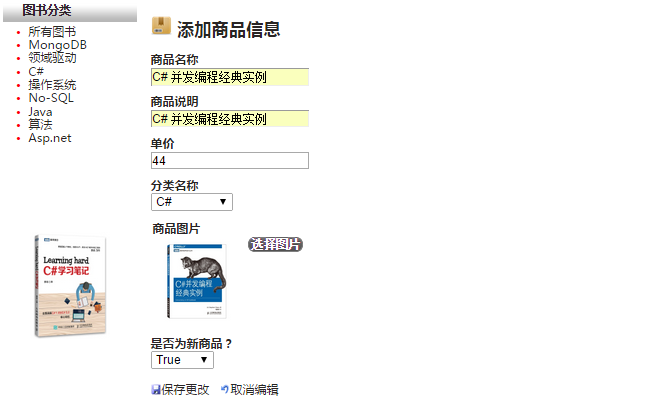 图书分类
所有图书
MongoDB
领域驱动
C#
操作系统
No-SQL
Java
算法
Asp.net
Learning hard
C#学习笔记
添加商品信息
商品名称
C# 并发编程经典实例
商品说明
C# 并发编程经典实例
单价
44
分类名称
C#
商品图片
选择图片
C#并发编程
经典实例
是否为新商品？
True
保存更改 取消编辑